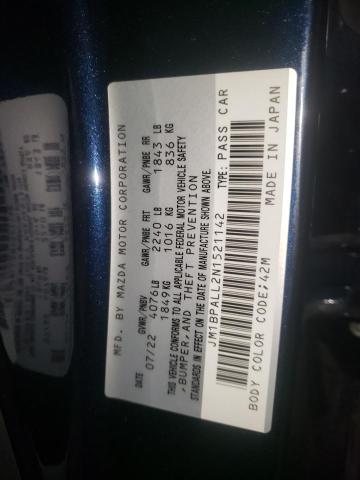 MFD. BY MAZDA MOTOR CORPORATION
DATE GVWR/PNBV GAWR/PNBE FRT GAWR/PNBE RR
07/22 4076 LB 2240 LB 1843 LB
1849 KG 1016 KG 836 KG
THIS VEHICLE CONFORMS TO ALL APPLICABLE FEDERAL MOTOR VEHICLE SAFETY
,BUMPER,AND THEFT PREVENTION
STANDARDS IN EFFECT ON THE DATE OF MANUFACTURE SHOWN ABOVE.
JM1BPALL2N1521142 TYPE: PASS CAR
BODY COLOR CODE;42M MADE IN JAPAN